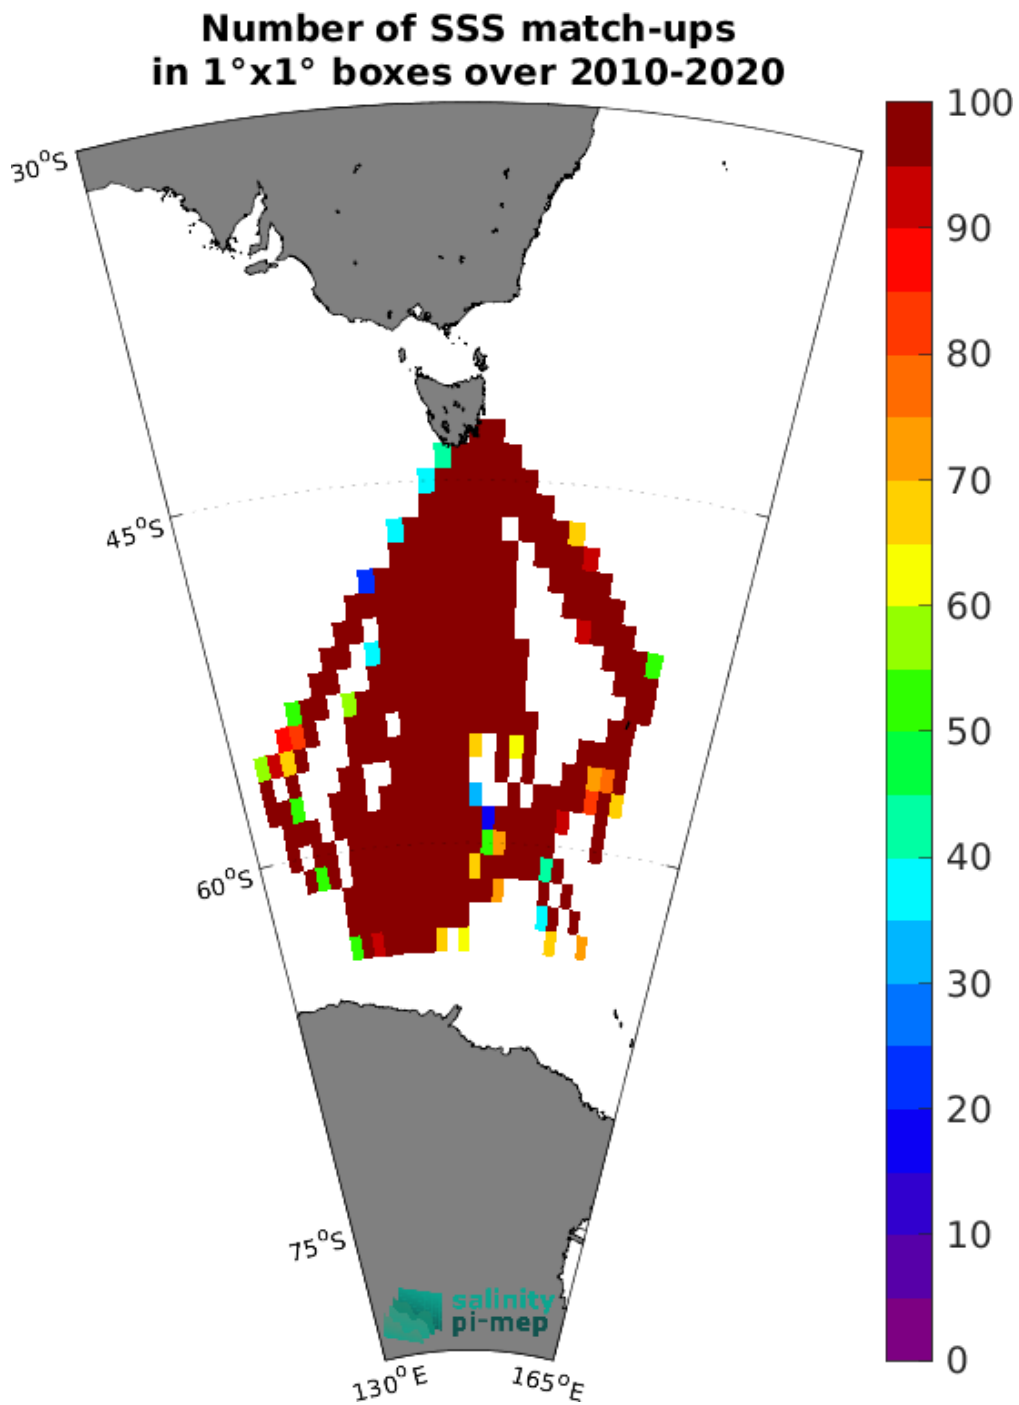 Number of SSS match-ups
in 1°x1° boxes over 2010-2020
30°S
45°S
60°S
75°S
130°E
165°E
100
90
80
70
60
50
40
30
20
10
0
salinity
pi-mep